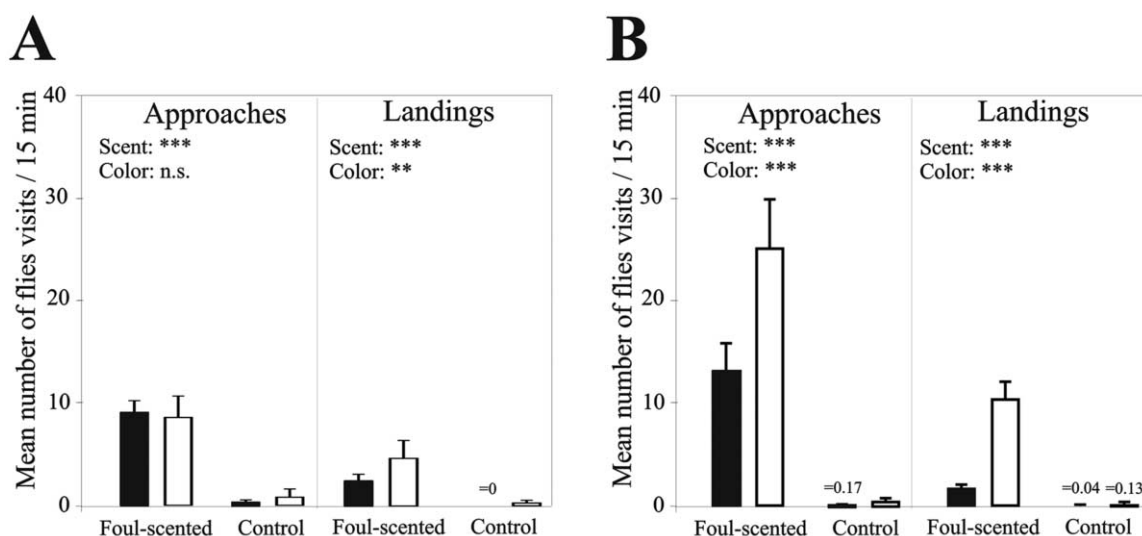 A
Mean number of flies visits / 15 min
40
30
20
10
0
Approaches
Scent: ***
Color: n.s.
Landings
Scent: ***
Color: **
=0
Foul-scented
Control
Foul-scented
Control
B
Mean number of flies visits / 15 min
40
30
20
10
0
Approaches
Scent: ***
Color: ***
Landings
Scent: ***
Color: ***
=0.17
=0.04 =0.13
Foul-scented
Control
Foul-scented
Control